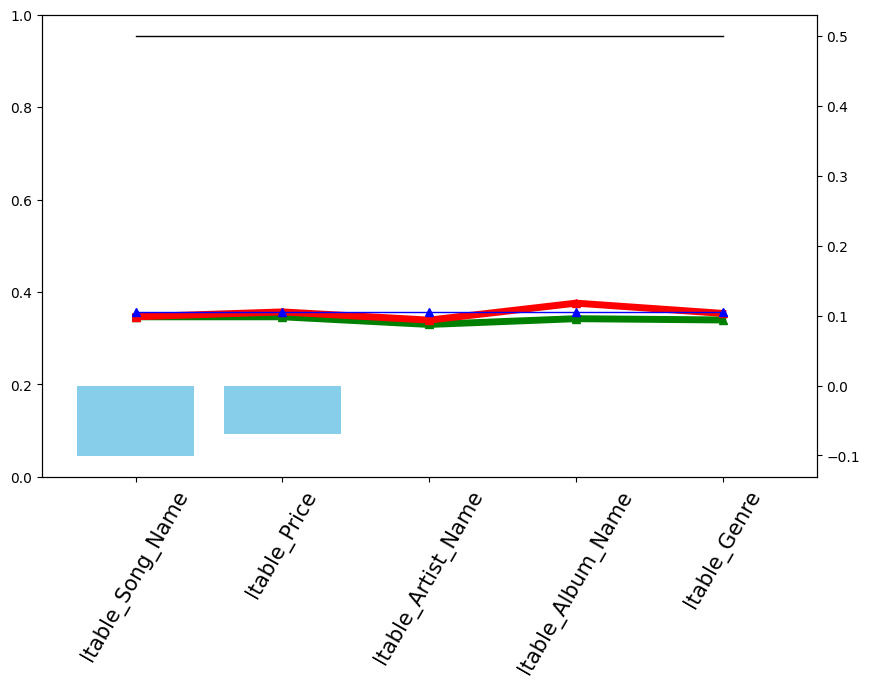 1.0
0.8
0.6
0.4
0.2
0.0
0.5
0.4
0.3
0.2
0.1
0.0
−0.1
ltable_Song_Name
ltable_Price
ltable_Artist_Name
ltable_Album_Name
ltable_Genre